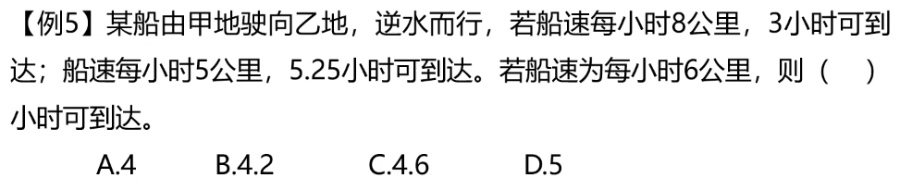 【例5】某船由甲地驶向乙地，逆水而行，若船速每小时8公里，3小时可到
达；船速每小时5公里，5.25小时可到达。若船速为每小时6公里，则（　）
小时可到达。
A.4　B.4.2　C.4.6　D.5